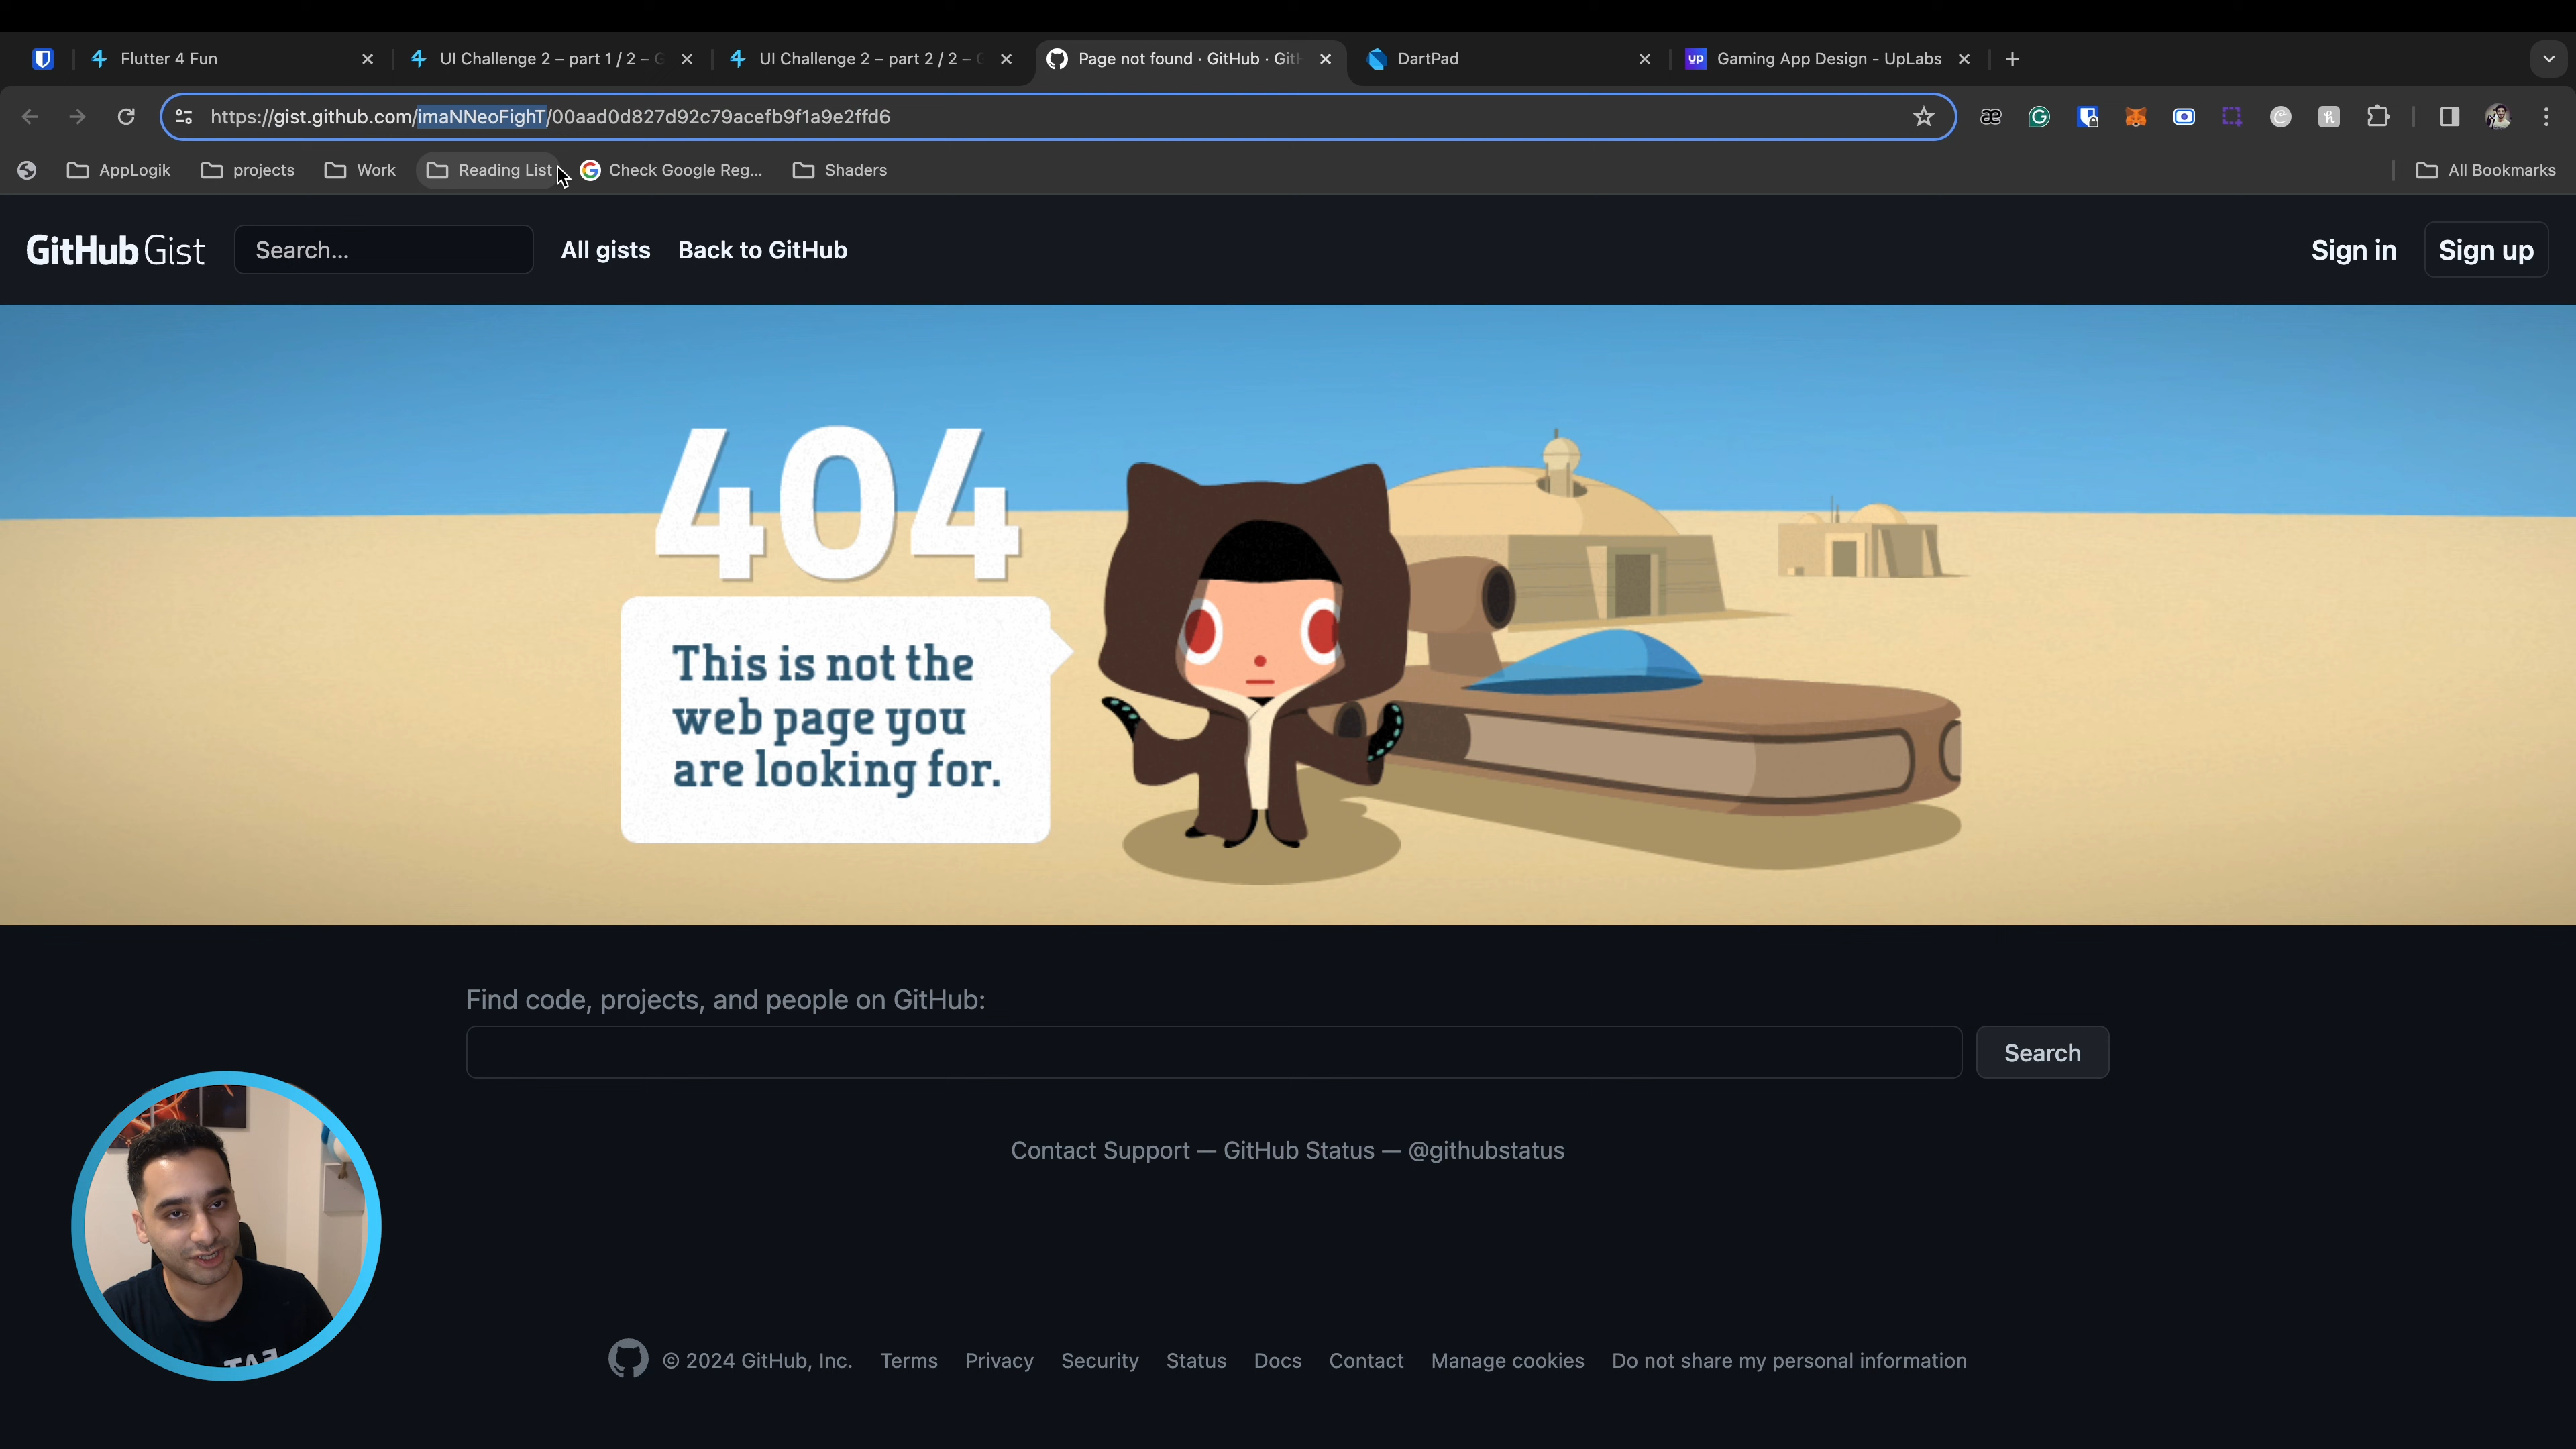 Flutter 4 Fun
UI Challenge 2 – part 1 / 2 –
UI Challenge 2 – part 2 / 2 –
Page not found · GitHub · Git
DartPad
up
Gaming App Design - UpLabs
https://gist.github.com/imaNNeoFighT/00aad0d827d92c79acefb9f1a9e2ffd6
AppLogik
projects
Work
Reading List
Check Google Reg...
Shaders
All Bookmarks
GitHub Gist
Search...
All gists
Back to GitHub
Sign in
Sign up
404
This is not the
web page you
are looking for.
Find code, projects, and people on GitHub:
Search
Contact Support — GitHub Status — @githubstatus
© 2024 GitHub, Inc.
Terms
Privacy
Security
Status
Docs
Contact
Manage cookies
Do not share my personal information